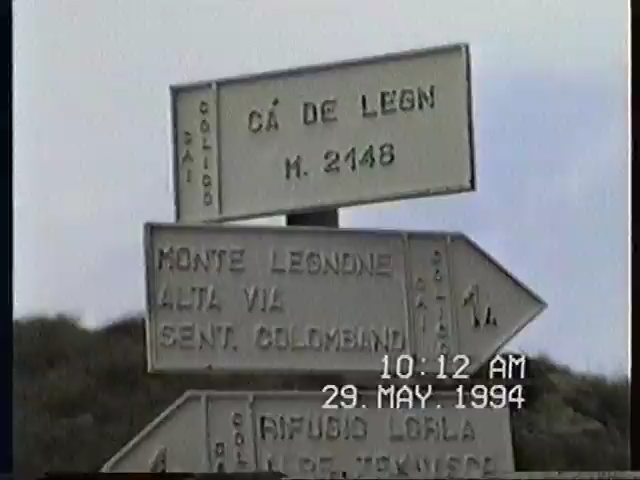 CAI
COLICO
CÁ DE LEGN
M. 2148
MONTE LEGNONE
ALTA VIA
SENT. COLOMBANO
CAI
COLICO
1A
10:12 AM
29. MAY. 1994
RIFUGIO LORLA